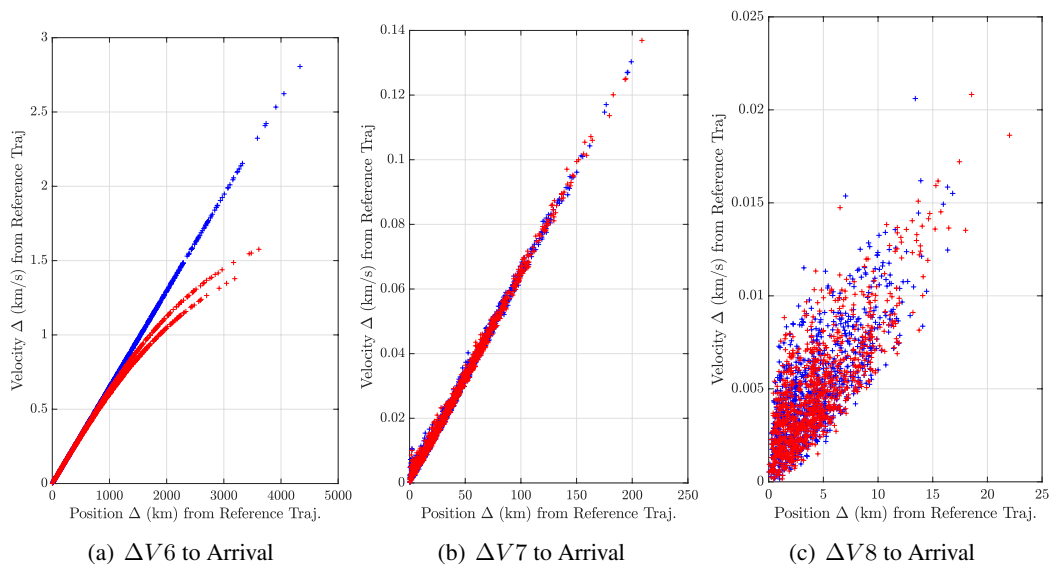 3
2.5
2
1.5
1
0.5
0
0 1000 2000 3000 4000 5000
Velocity Δ (km/s) from Reference Traj
Position Δ (km) from Reference Traj.
(a) ΔV6 to Arrival
0.14
0.12
0.1
0.08
0.06
0.04
0.02
0
0 50 100 150 200 250
Velocity Δ (km/s) from Reference Traj
Position Δ (km) from Reference Traj.
(b) ΔV7 to Arrival
0.025
0.02
0.015
0.01
0.005
0
0 5 10 15 20 25
Velocity Δ (km/s) from Reference Traj
Position Δ (km) from Reference Traj.
(c) ΔV8 to Arrival